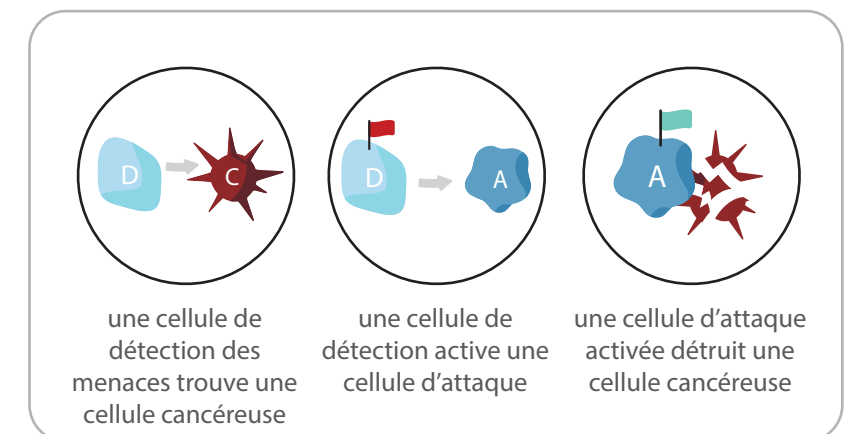 D
C
D
A
A
une cellule de
détection des
menaces trouve une
cellule cancéreuse
une cellule de
détection active une
cellule d’attaque
une cellule d’attaque
activée détruit une
cellule cancéreuse